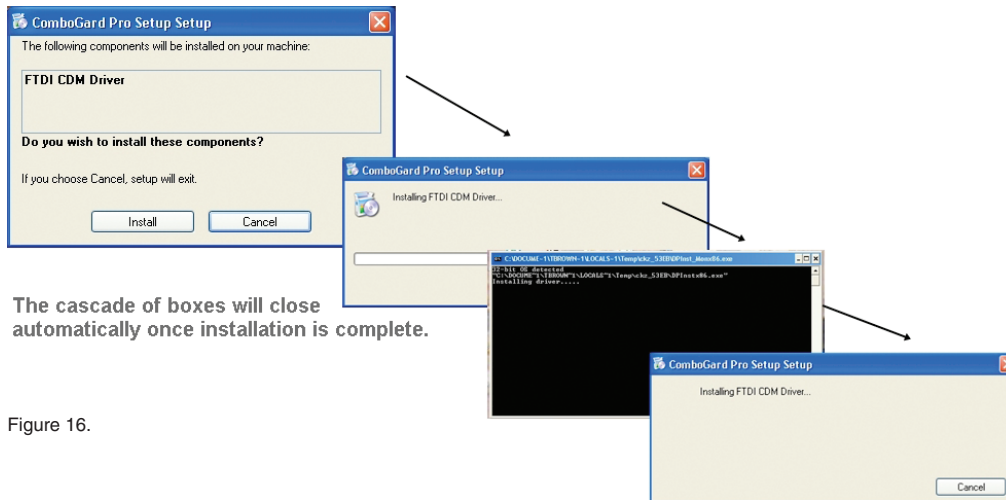 ComboGard Pro Setup Setup
The following components will be installed on your machine:
FTDI CDM Driver
Do you wish to install these components?
If you choose Cancel, setup will exit.
Install
Cancel
ComboGard Pro Setup Setup
Installing FTDI CDM Driver...
32-bit OS detected
Installing driver.....
ComboGard Pro Setup Setup
Installing FTDI CDM Driver...
Cancel
The cascade of boxes will close
automatically once installation is complete.
Figure 16.